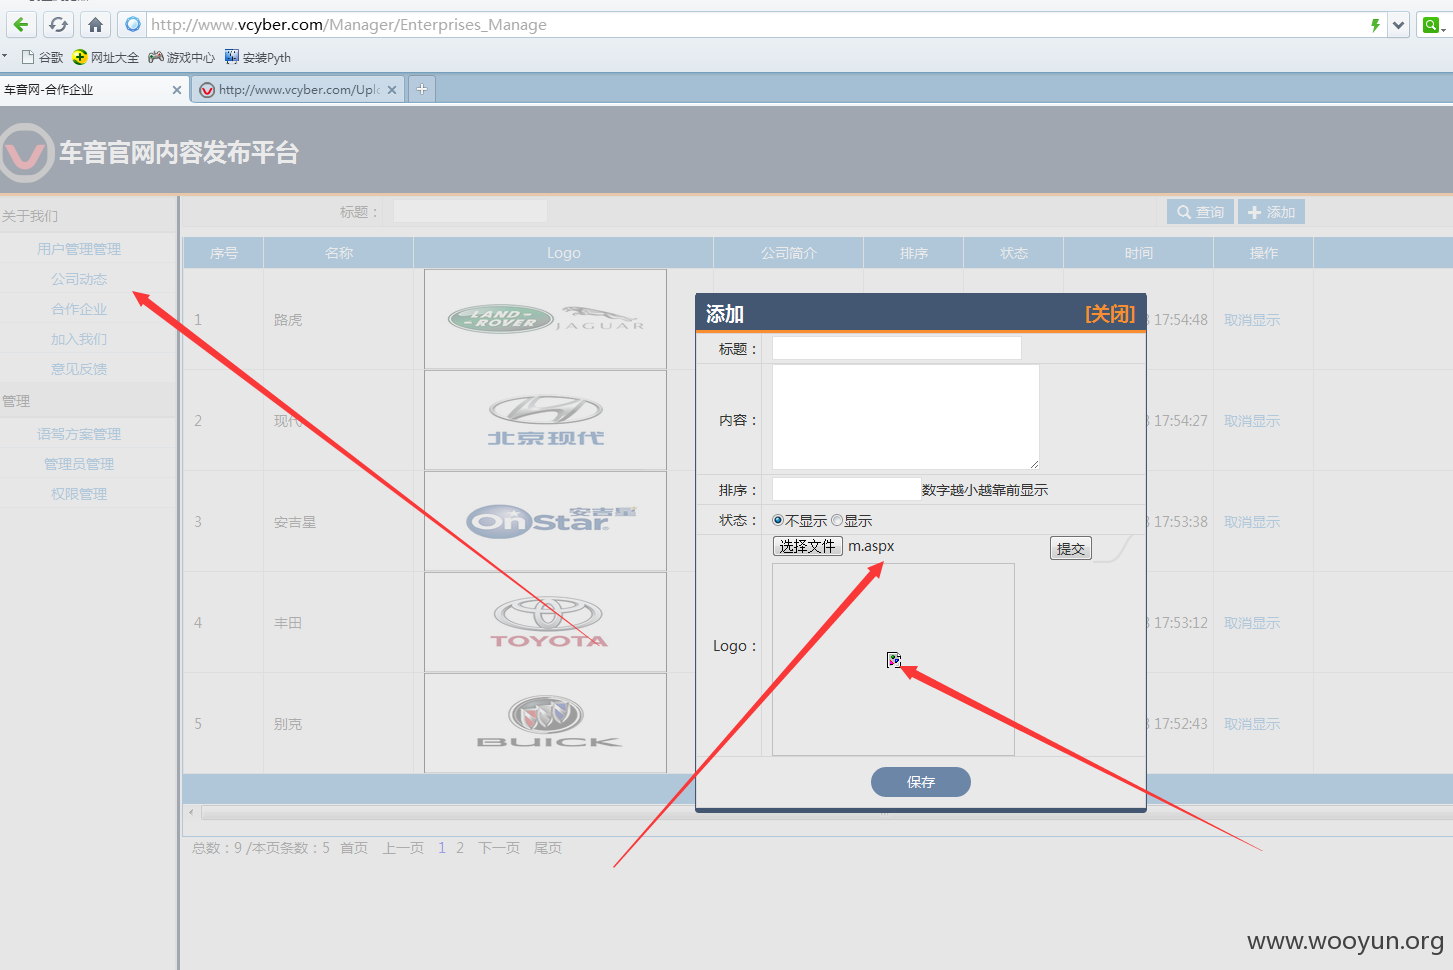 http://www.vcyber.com/Manager/Enterprises_Manage
谷歌 网址大全 游戏中心 安装Pyth
车音网-合作企业 http://www.vcyber.com/Uplo
车音官网内容发布平台
关于我们
用户管理管理
公司动态
合作企业
加入我们
意见反馈
管理
语驾方案管理
管理员管理
权限管理
标题： 查询 添加
序号 名称 Logo 公司简介 排序 状态 时间 操作
1 路虎 LAND-ROVER JAGUAR 3 17:54:48 取消显示
2 现代 北京现代 3 17:54:27 取消显示
3 安吉星 OnStar 安吉星 3 17:53:38 取消显示
4 丰田 TOYOTA 3 17:53:12 取消显示
5 别克 BUICK 3 17:52:43 取消显示
添加 [关闭]
标题：
内容：
排序： 数字越小越靠前显示
状态： 不显示 显示
选择文件 m.aspx 提交
Logo：
保存
总数：9 /本页条数：5 首页 上一页 1 2 下一页 尾页
www.wooyun.org